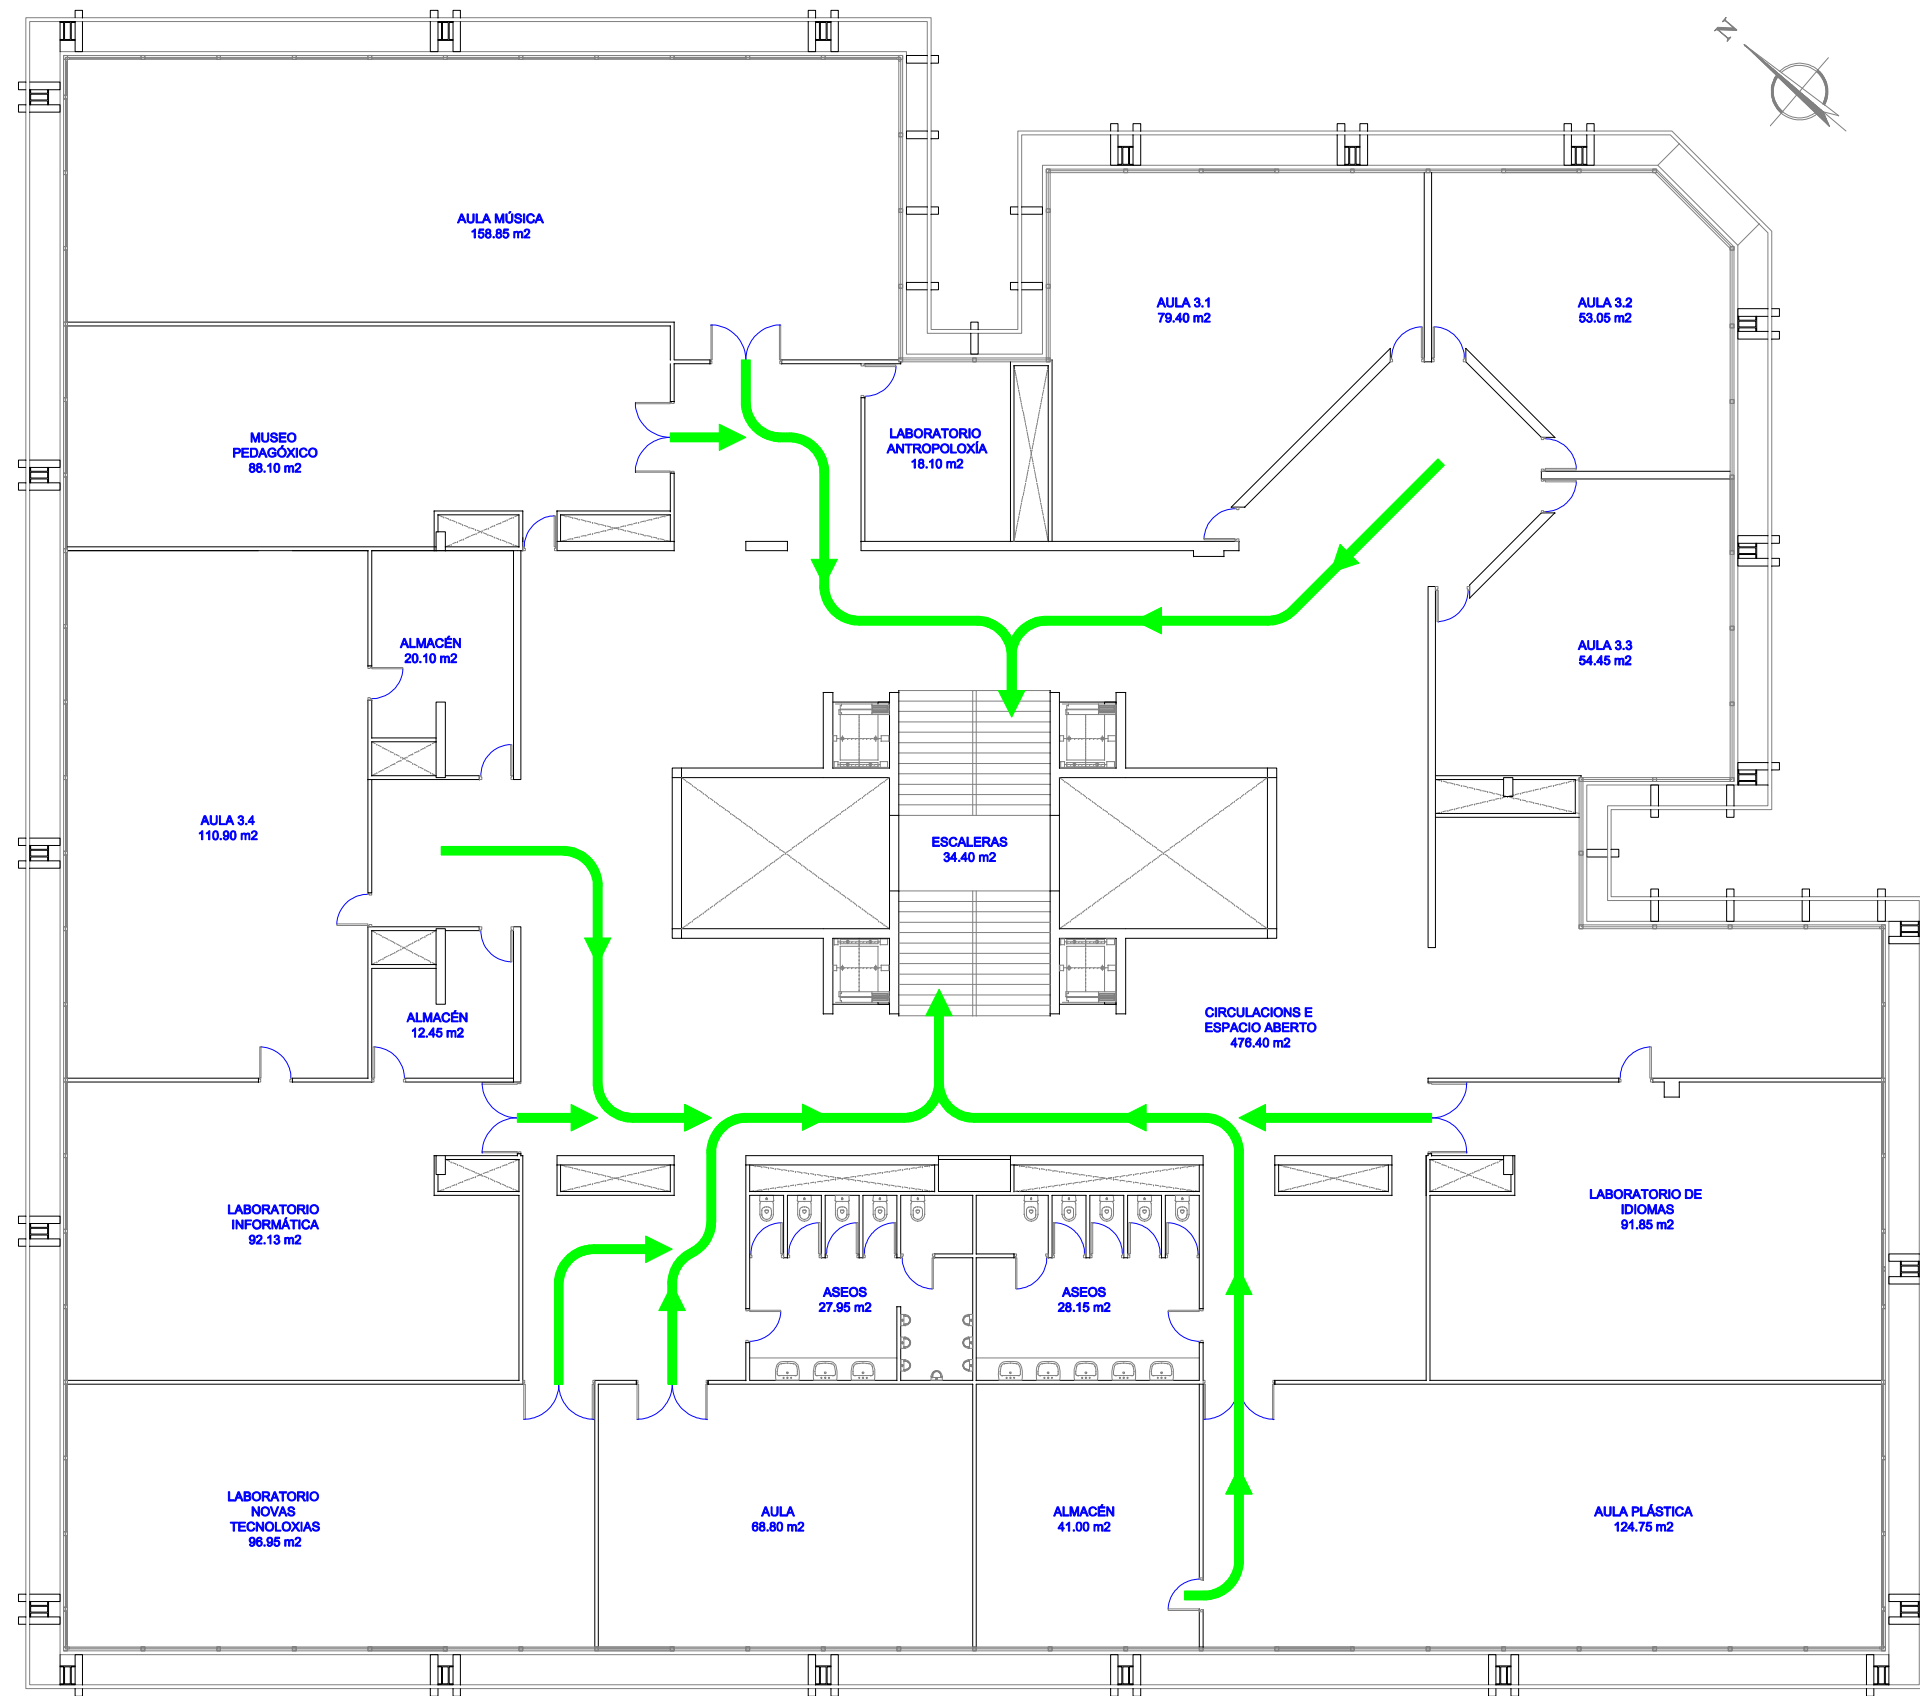 N
AULA MÚSICA
158.85 m2
AULA 3.1
79.40 m2
AULA 3.2
53.05 m2
MUSEO
PEDAGÓXICO
88.10 m2
LABORATORIO
ANTROPOLOXÍA
18.10 m2
ALMACÉN
20.10 m2
AULA 3.3
54.45 m2
AULA 3.4
110.90 m2
ESCALERAS
34.40 m2
ALMACÉN
12.45 m2
CIRCULACIONS E
ESPACIO ABERTO
476.40 m2
LABORATORIO
INFORMÁTICA
92.13 m2
LABORATORIO DE
IDIOMAS
91.85 m2
ASEOS
27.95 m2
ASEOS
28.15 m2
LABORATORIO
NOVAS
TECNOLOXIAS
96.95 m2
AULA
68.80 m2
ALMACÉN
41.00 m2
AULA PLÁSTICA
124.75 m2